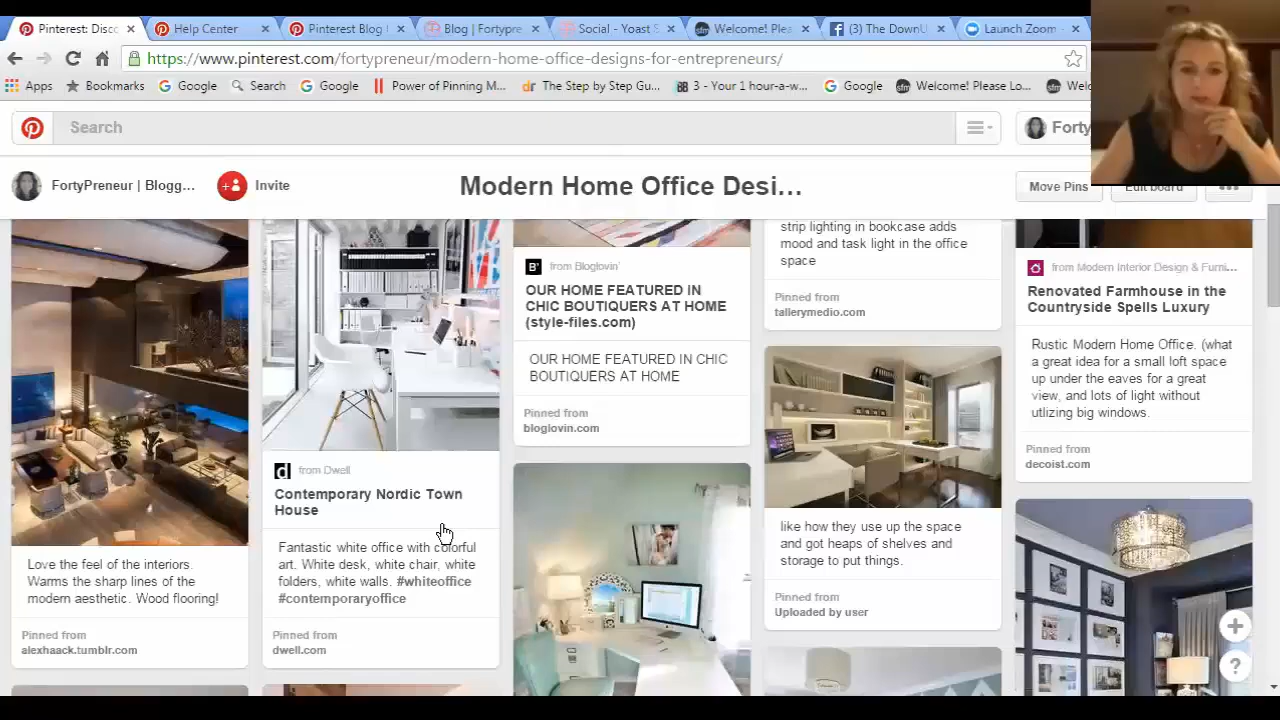 Pinterest: Disc
Help Center
Pinterest Blog
Blog | Fortypre
Social - Yoast S
Welcome! Ple
(3) The DownU
Launch Zoom
https://www.pinterest.com/fortypeneur/modern-home-office-designs-for-entrepreneurs/
Apps
Bookmarks
Google
Search
Google
Power of Pinning M...
The Step by Step Gu...
3 - Your 1 hour-a-w...
Google
Welcome! Please Lo...
Welc
Search
Forty
FortyPreneur | Blogg...
Invite
Modern Home Office Desi...
Move Pins
Edit board
Love the feel of the inriors.
Warms the sharp lines of the
modern aesthetic. Wood flooring!
Pinned from
alexhaack.tumblr.com
from Dwell
Contemporary Nordic Town
House
Fantastic white office with colorful
art. White desk, white chair, white
folders, white walls. #whiteoffice
#contemporaryoffice
Pinned from
dwell.com
from Bloglovin'
OUR HOME FEATURED IN
CHIC BOUTIQUERS AT HOME
(style-files.com)
OUR HOME FEATURED IN CHIC
BOUTIQUERS AT HOME
Pinned from
bloglovin.com
strip lighting in bookcase adds
mood and task light in the office
space
Pinned from
tallerymedio.com
like how they use up the space
and got heaps of shelves and
storage to put things.
Pinned from
Uploaded by user
from Modern Interior Design & Furni...
Renovated Farmhouse in the
Countryside Spells Luxury
Rustic Modern Home Office. (what
a great idea for a small loft space
up under the eaves for a great
view, and lots of light without
utlizing big windows.
Pinned from
decoist.com